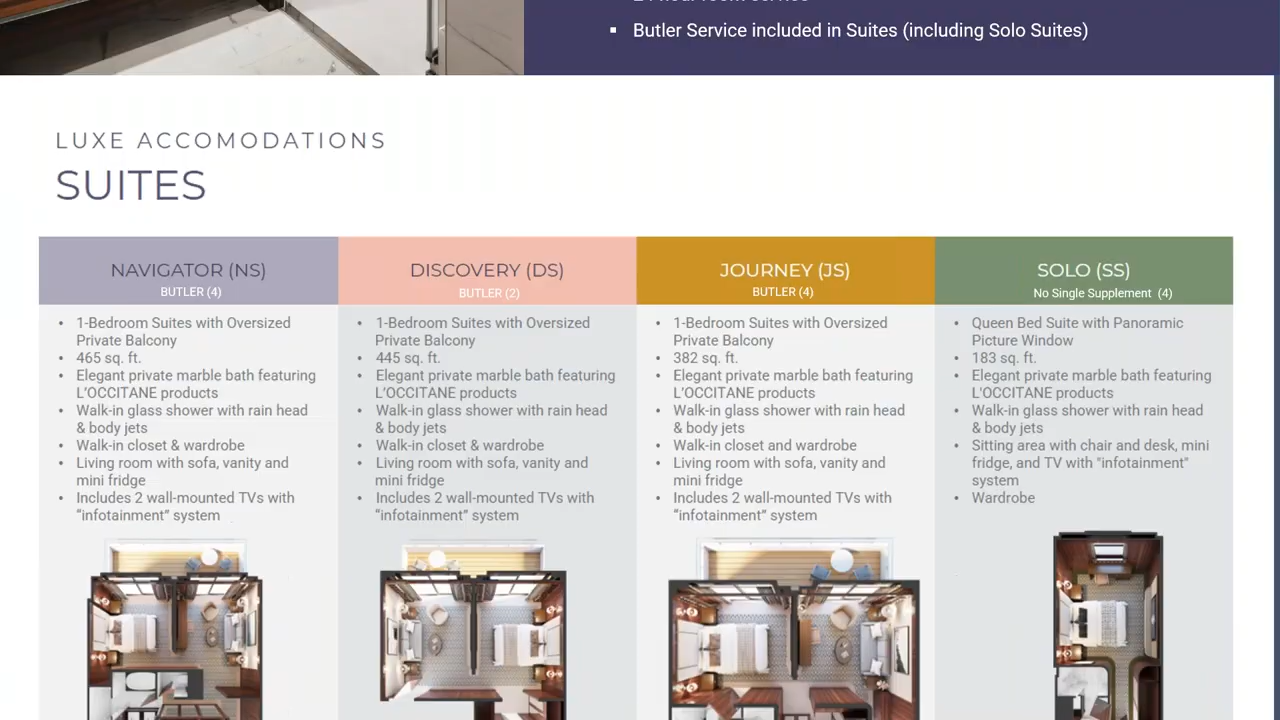 ▪ Butler Service included in Suites (including Solo Suites)
LUXE ACCOMODATIONS
SUITES
NAVIGATOR (NS)
BUTLER (4)
• 1-Bedroom Suites with Oversized
Private Balcony
• 465 sq. ft.
• Elegant private marble bath featuring
L’OCCITANE products
• Walk-in glass shower with rain head
& body jets
• Walk-in closet & wardrobe
• Living room with sofa, vanity and
mini fridge
• Includes 2 wall-mounted TVs with
“infotainment” system
DISCOVERY (DS)
BUTLER (2)
• 1-Bedroom Suites with Oversized
Private Balcony
• 445 sq. ft.
• Elegant private marble bath featuring
L’OCCITANE products
• Walk-in glass shower with rain head
& body jets
• Walk-in closet & wardrobe
• Living room with sofa, vanity and
mini fridge
• Includes 2 wall-mounted TVs with
“infotainment” system
JOURNEY (JS)
BUTLER (4)
• 1-Bedroom Suites with Oversized
Private Balcony
• 382 sq. ft.
• Elegant private marble bath featuring
L’OCCITANE products
• Walk-in glass shower with rain head
& body jets
• Walk-in closet and wardrobe
• Living room with sofa, vanity and
mini fridge
• Includes 2 wall-mounted TVs with
“infotainment” system
SOLO (SS)
No Single Supplement (4)
• Queen Bed Suite with Panoramic
Picture Window
• 183 sq. ft.
• Elegant private marble bath featuring
L'OCCITANE products
• Walk-in glass shower with rain head
& body jets
• Sitting area with chair and desk, mini
fridge, and TV with "infotainment"
system
• Wardrobe